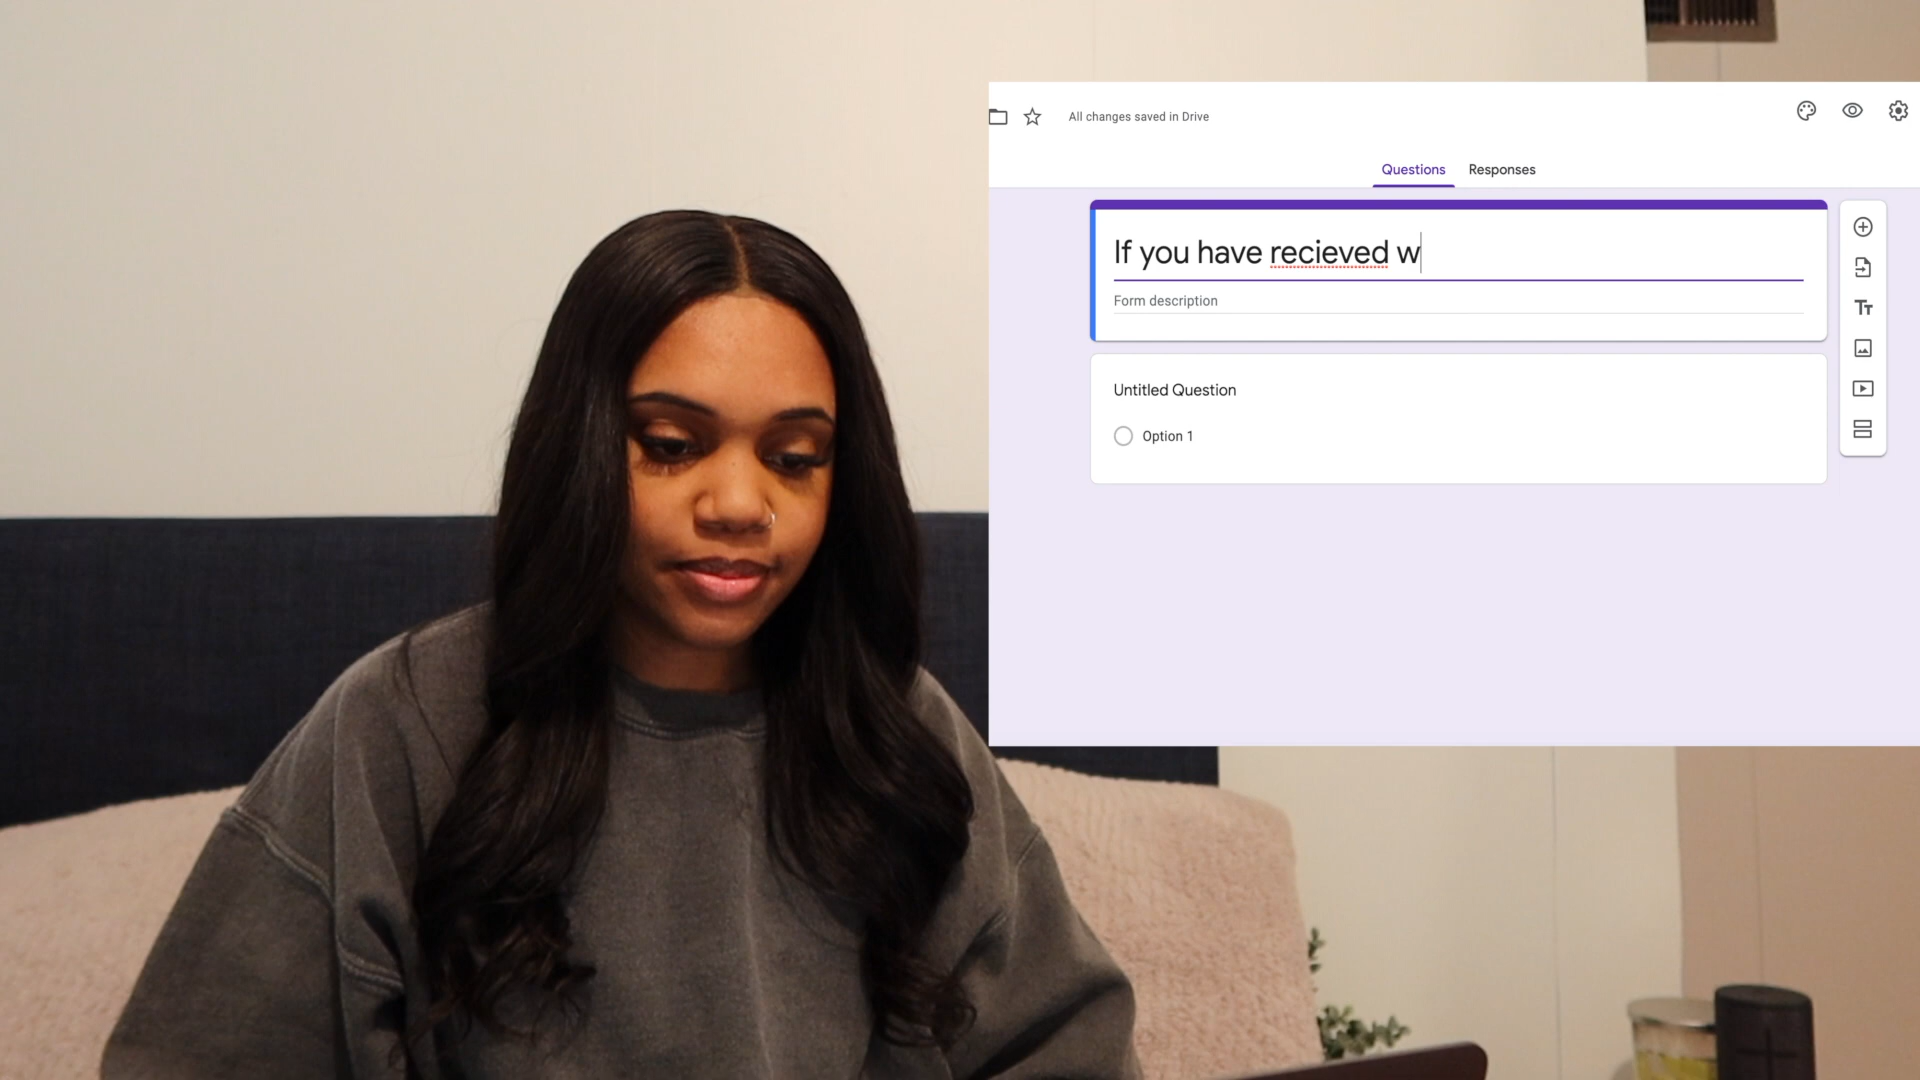 All changes saved in Drive
Questions Responses
If you have recieved w
Form description
Untitled Question
Option 1